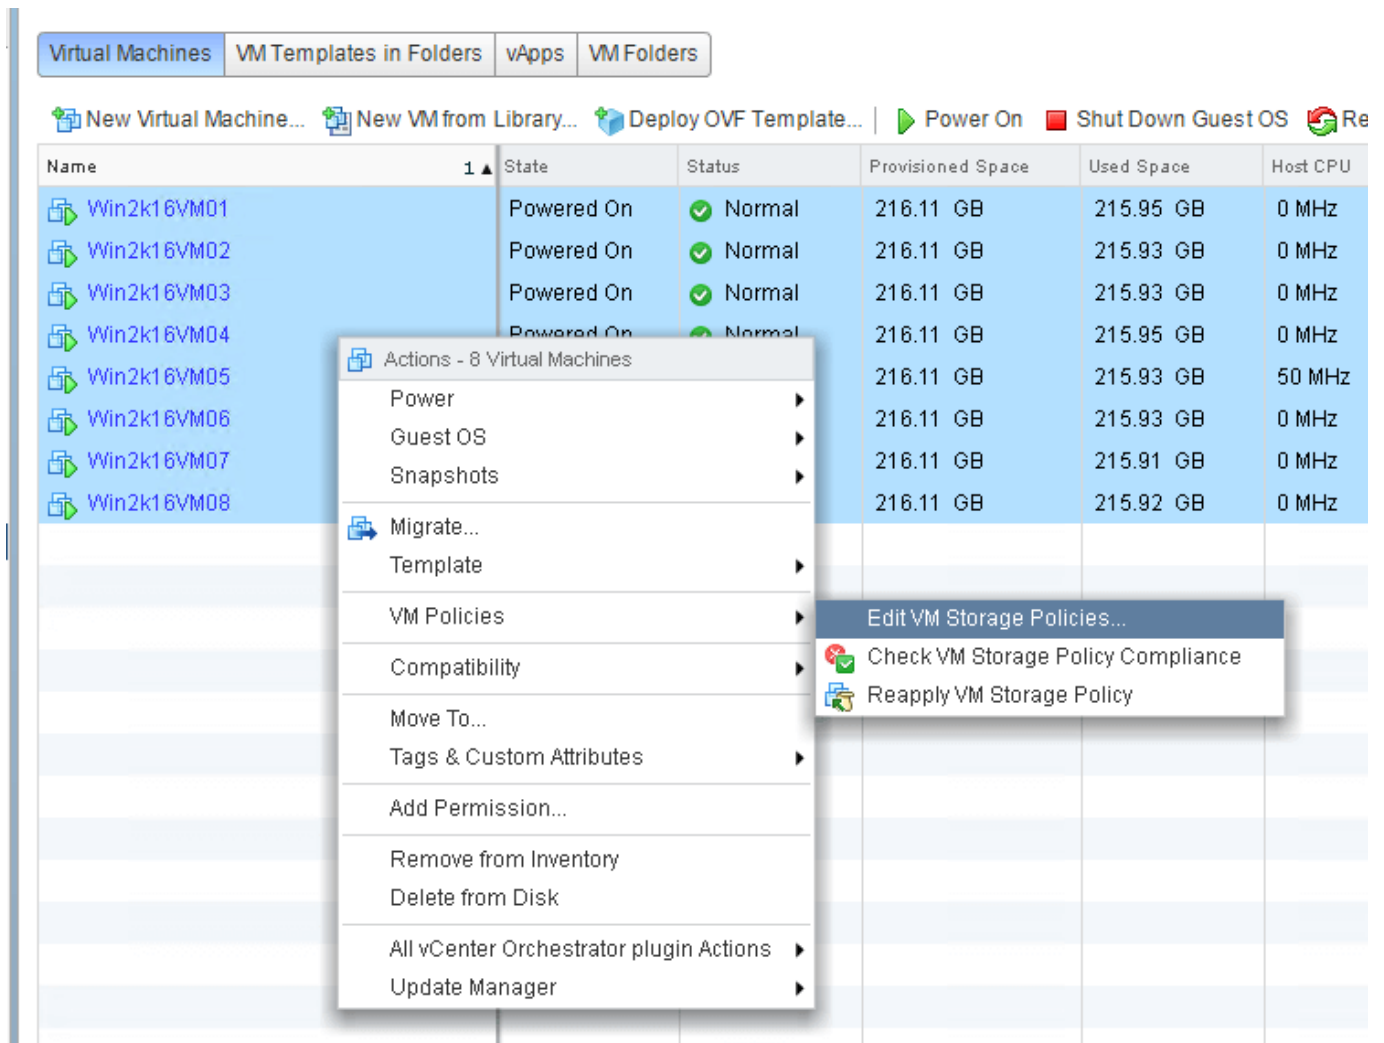 Virtual Machines VM Templates in Folders vApps VM Folders
New Virtual Machine... New VM from Library... Deploy OVF Template... Power On Shut Down Guest OS Re
Name 1 State Status Provisioned Space Used Space Host CPU
Win2k16VM01 Powered On Normal 216.11 GB 215.95 GB 0 MHz
Win2k16VM02 Powered On Normal 216.11 GB 215.93 GB 0 MHz
Win2k16VM03 Powered On Normal 216.11 GB 215.93 GB 0 MHz
Win2k16VM04 Powered On Normal 216.11 GB 215.95 GB 0 MHz
Actions - 8 Virtual Machines
Win2k16VM05 216.11 GB 215.93 GB 50 MHz
Power
Win2k16VM06 216.11 GB 215.93 GB 0 MHz
Guest OS
Win2k16VM07 216.11 GB 215.91 GB 0 MHz
Snapshots
Win2k16VM08 216.11 GB 215.92 GB 0 MHz
Migrate...
Template
VM Policies
Edit VM Storage Policies...
Check VM Storage Policy Compliance
Reapply VM Storage Policy
Compatibility
Move To...
Tags & Custom Attributes
Add Permission...
Remove from Inventory
Delete from Disk
All vCenter Orchestrator plugin Actions
Update Manager